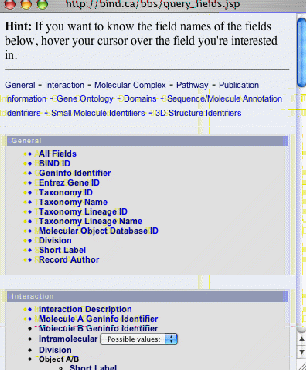 http://bind.ca/bbs/query_fields.jsp
Hint: If you want to know the field names of the fields
below, hover your cursor over the field you're interested
in.
General - Interaction - Molecular Complex - Pathway - Publication
Information - Gene Ontology - Domains - Sequence/Molecule Annotation
Identifiers - Small Molecule Identifiers - 3D Structure Identifiers
General
All Fields
BIND ID
GenInfo Identifier
Entrez Gene ID
Taxonomy ID
Taxonomy Name
Taxonomy Lineage ID
Taxonomy Lineage Name
Molecular Object Database ID
Division
Short Label
Record Author
Interaction
Interaction Description
Molecule A GenInfo Identifier
Molecule B GenInfo Identifier
Intramolecular Possible values:
Division
Object A/B
Short Label